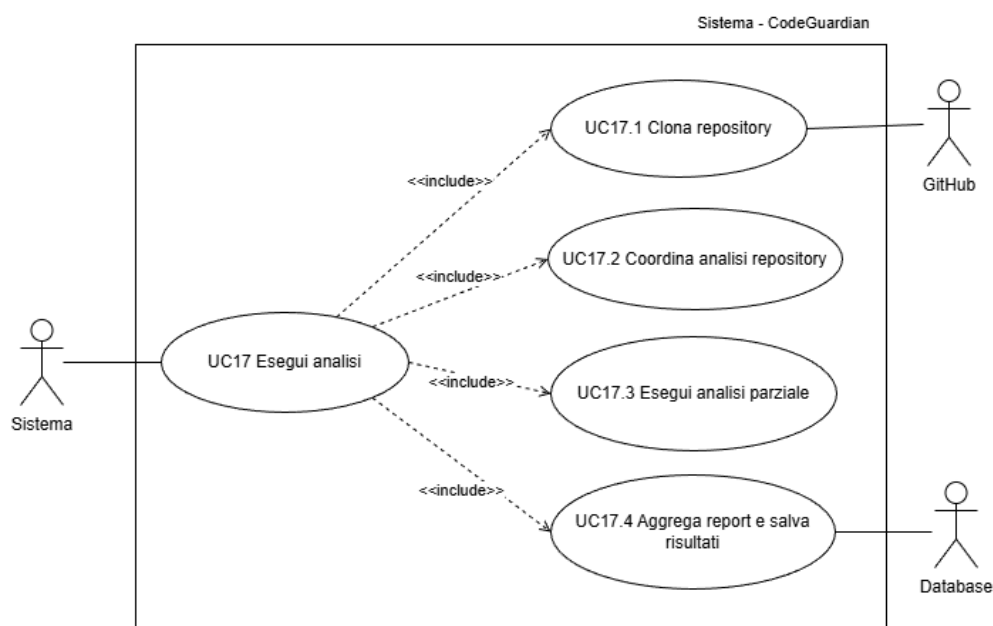 Sistema - CodeGuardian
UC17.1 Clona repository
GitHub
<<include>>
UC17.2 Coordina analisi repository
<<include>>
UC17 Esegui analisi
Sistema
<<include>>
UC17.3 Esegui analisi parziale
<<include>>
UC17.4 Aggrega report e salva
risultati
Database